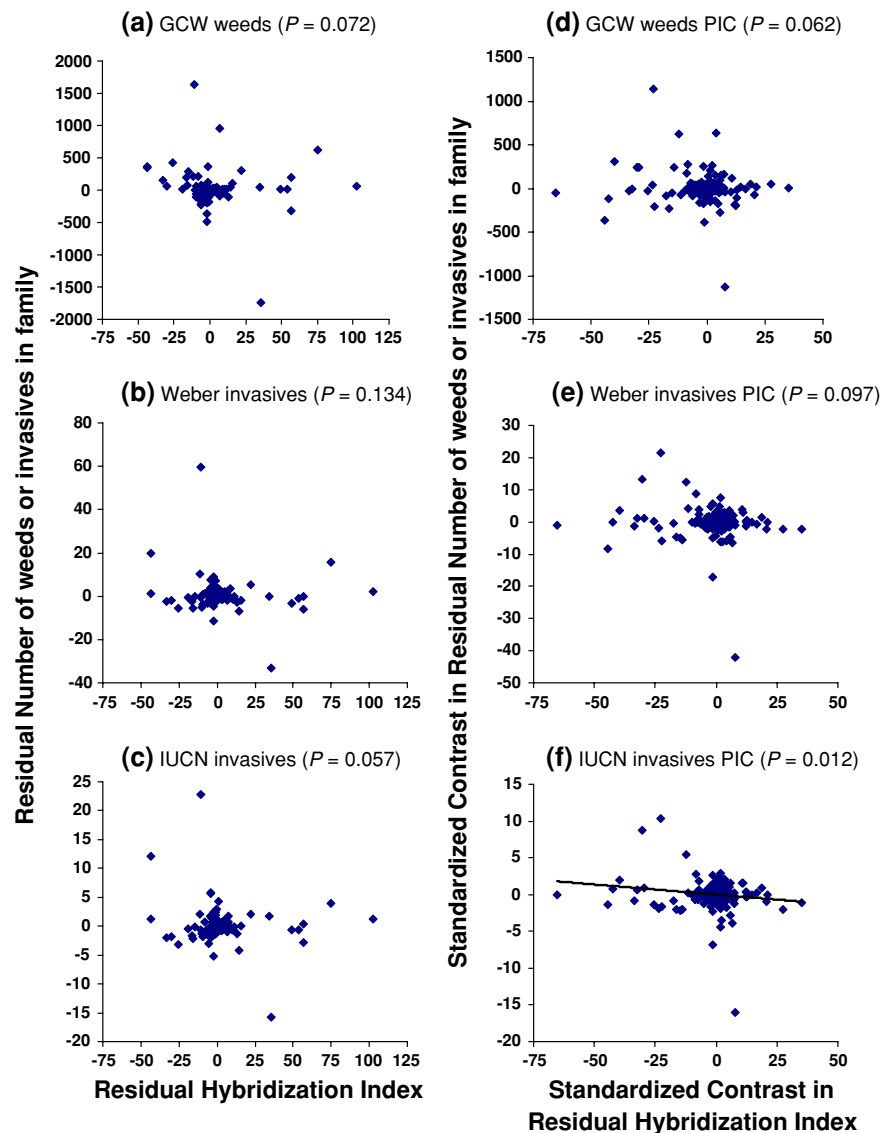 (a) GCW weeds (P = 0.072)
2000
1500
1000
500
0
-500
-1000
-1500
-2000
-75 -50 -25 0 25 50 75 100 125
(b) Weber invasives (P = 0.134)
80
60
40
20
0
-20
-40
-75 -50 -25 0 25 50 75 100 125
(c) IUCN invasives (P = 0.057)
25
20
15
10
5
0
-5
-10
-15
-20
-75 -50 -25 0 25 50 75 100 125
Residual Number of weeds or invasives in family
Residual Hybridization Index
(d) GCW weeds PIC (P = 0.062)
1500
1000
500
0
-500
-1000
-1500
-75 -50 -25 0 25 50
(e) Weber invasives PIC (P = 0.097)
30
20
10
0
-10
-20
-30
-40
-50
-75 -50 -25 0 25 50
(f) IUCN invasives PIC (P = 0.012)
15
10
5
0
-5
-10
-15
-20
-75 -50 -25 0 25 50
Standardized Contrast in Residual Number of weeds or invasives in family
Standardized Contrast in
Residual Hybridization Index